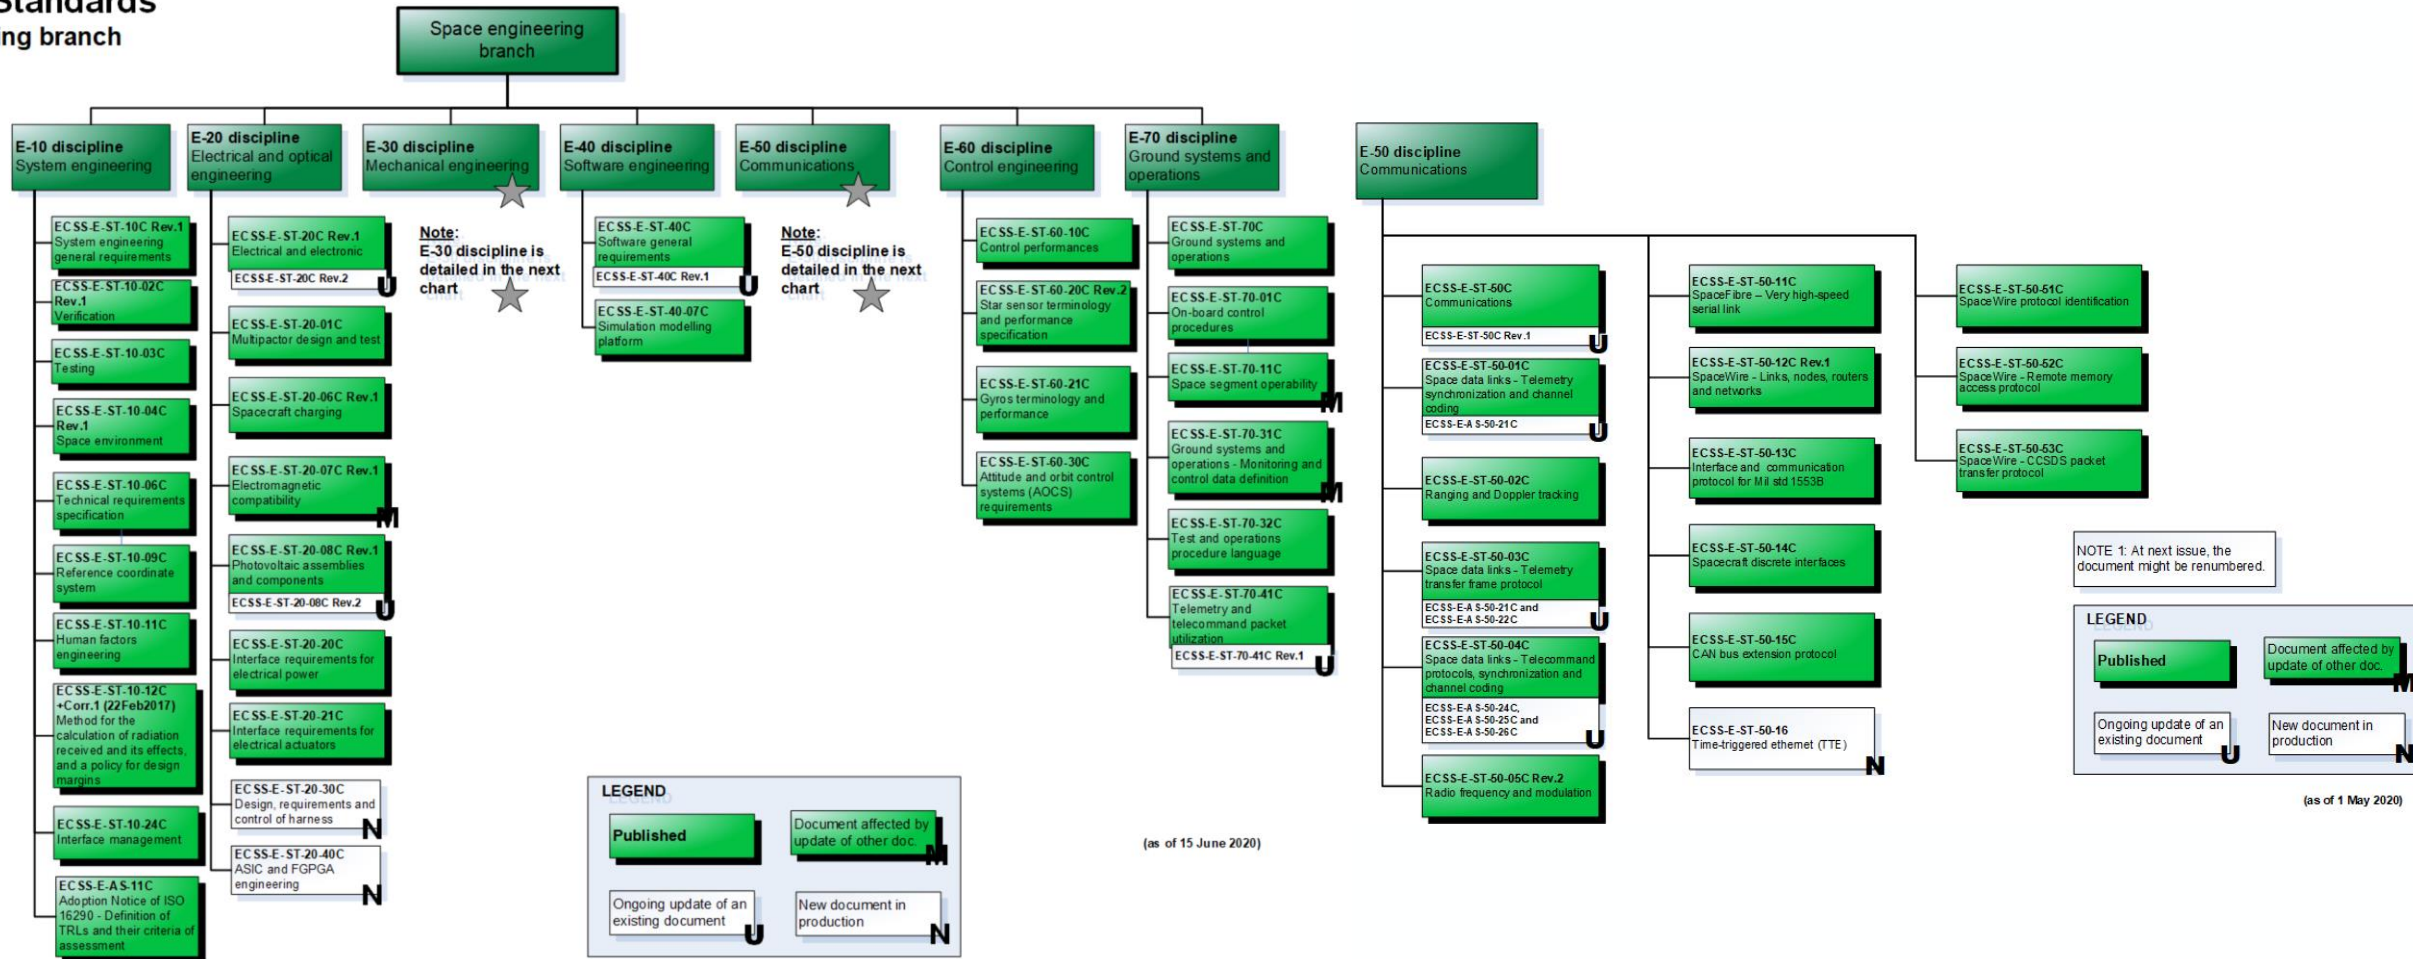 Standards
ing branch
Space engineering
branch
E-10 discipline
System engineering
ECSS-E-ST-10C Rev.1
System engineering
general requirements
ECSS-E-ST-10-02C
Rev.1
Verification
ECSS-E-ST-10-03C
Testing
ECSS-E-ST-10-04C
Rev.1
Space environment
ECSS-E-ST-10-06C
Technical requirements
specification
ECSS-E-ST-10-09C
Reference coordinate
system
ECSS-E-ST-10-11C
Human factors
engineering
ECSS-E-ST-10-12C
+Corr.1 (22Feb2017)
Method for the
calculation of radiation
received and its effects,
and a policy for design
margins
ECSS-E-ST-10-24C
Interface management
ECSS-E-AS-11C
Adoption Notice of ISO
16290 - Definition of
TRLs and their criteria of
assessment
E-20 discipline
Electrical and optical
engineering
ECSS-E-ST-20C Rev.1
Electrical and electronic
ECSS-E-ST-20C Rev.2
U
ECSS-E-ST-20-01C
Multipactor design and test
ECSS-E-ST-20-06C Rev.1
Spacecraft charging
ECSS-E-ST-20-07C Rev.1
Electromagnetic
compatibility
M
ECSS-E-ST-20-08C Rev.1
Photovoltaic assemblies
and components
ECSS-E-ST-20-08C Rev.2
U
ECSS-E-ST-20-20C
Interface requirements for
electrical power
ECSS-E-ST-20-21C
Interface requirements for
electrical actuators
ECSS-E-ST-20-30C
Design, requirements and
control of harness
N
ECSS-E-ST-20-40C
ASIC and FGPGA
engineering
N
E-30 discipline
Mechanical engineering
Note:
E-30 discipline is
detailed in the next
chart
E-40 discipline
Software engineering
ECSS-E-ST-40C
Software general
requirements
ECSS-E-ST-40C Rev.1
U
ECSS-E-ST-40-07C
Simulation modelling
platform
E-50 discipline
Communications
Note:
E-50 discipline is
detailed in the next
chart
E-60 discipline
Control engineering
ECSS-E-ST-60-10C
Control performances
ECSS-E-ST-60-20C Rev.2
Star sensor terminology
and performance
specification
ECSS-E-ST-60-21C
Gyros terminology and
performance
ECSS-E-ST-60-30C
Attitude and orbit control
systems (AOCS)
requirements
E-70 discipline
Ground systems and
operations
ECSS-E-ST-70C
Ground systems and
operations
ECSS-E-ST-70-01C
On-board control
procedures
ECSS-E-ST-70-11C
Space segment operability
M
ECSS-E-ST-70-31C
Ground systems and
operations - Monitoring and
control data definition
M
ECSS-E-ST-70-32C
Test and operations
procedure language
ECSS-E-ST-70-41C
Telemetry and
telecommand packet
utilization
ECSS-E-ST-70-41C Rev.1
U
LEGEND
Published
Document affected by
update of other doc.
M
Ongoing update of an
existing document
U
New document in
production
N
(as of 15 June 2020)
E-50 discipline
Communications
ECSS-E-ST-50C
Communications
ECSS-E-ST-50C Rev.1
U
ECSS-E-ST-50-01C
Space data links - Telemetry
synchronization and channel
coding
ECSS-E-AS-50-21C
U
ECSS-E-ST-50-02C
Ranging and Doppler tracking
ECSS-E-ST-50-03C
Space data links - Telemetry
transfer frame protocol
ECSS-E-AS-50-21C and
ECSS-E-AS-50-22C
U
ECSS-E-ST-50-04C
Space data links - Telecommand
protocols, synchronization and
channel coding
ECSS-E-AS-50-24C,
ECSS-E-AS-50-25C and
ECSS-E-AS-50-26C
U
ECSS-E-ST-50-05C Rev.2
Radio frequency and modulation
ECSS-E-ST-50-11C
SpaceFibre – Very high-speed
serial link
ECSS-E-ST-50-12C Rev.1
SpaceWire - Links, nodes, routers
and networks
ECSS-E-ST-50-13C
Interface and communication
protocol for Mil std 1553B
ECSS-E-ST-50-14C
Spacecraft discrete interfaces
ECSS-E-ST-50-15C
CAN bus extension protocol
ECSS-E-ST-50-16
Time-triggered ethernet (TTE)
N
ECSS-E-ST-50-51C
SpaceWire protocol identification
ECSS-E-ST-50-52C
SpaceWire - Remote memory
access protocol
ECSS-E-ST-50-53C
SpaceWire - CCSDS packet
transfer protocol
NOTE 1: At next issue, the
document might be renumbered.
LEGEND
Published
Document affected by
update of other doc.
M
Ongoing update of an
existing document
U
New document in
production
N
(as of 1 May 2020)